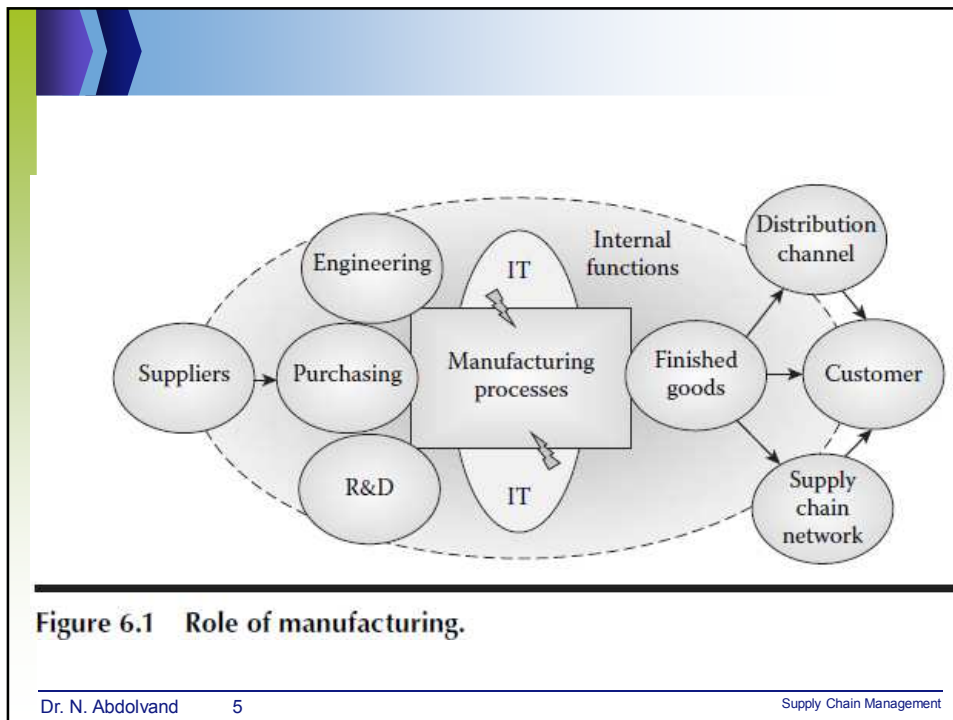 Engineering
IT
Internal
functions
Distribution
channel
Suppliers
Purchasing
Manufacturing
processes
Finished
goods
Customer
R&D
IT
Supply
chain
network
Figure 6.1 Role of manufacturing.
Dr. N. Abdolvand 5 Supply Chain Management